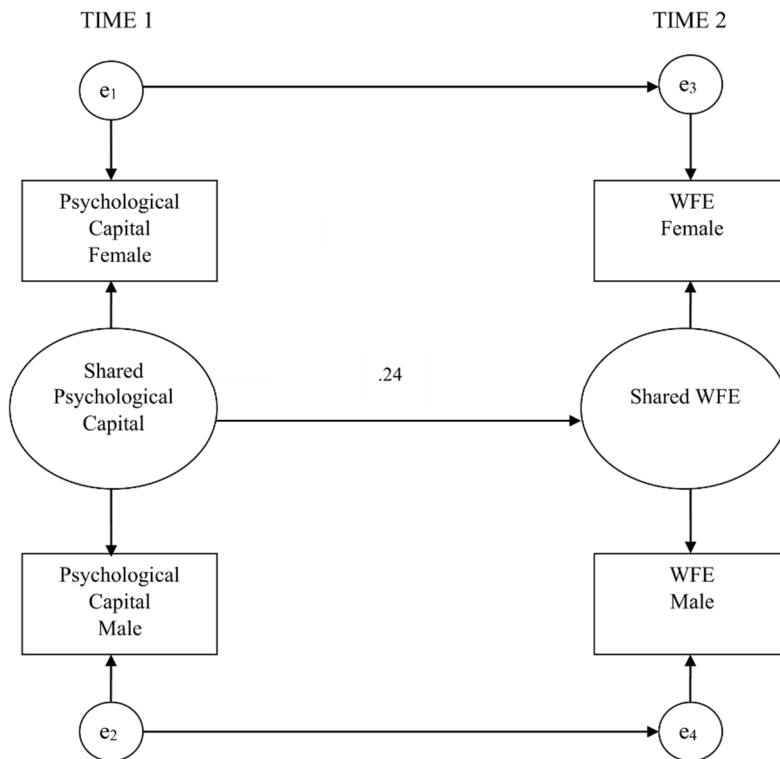 TIME 1
TIME 2
e1
e3
Psychological
Capital
Female
WFE
Female
Shared
Psychological
Capital
.24
Shared WFE
Psychological
Capital
Male
WFE
Male
e2
e4